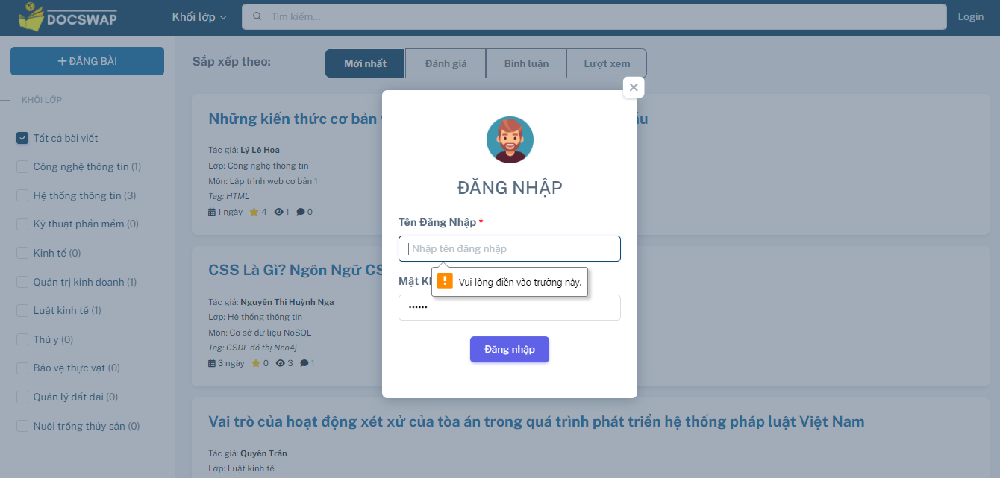 DOCSWAP
Khối lớp
Tìm kiếm...
Login
ĐĂNG BÀI
Sắp xếp theo:
Mới nhất
Đánh giá
Bình luận
Lượt xem
KHỐI LỚP
Tất cả bài viết
Công nghệ thông tin (1)
Hệ thống thông tin (3)
Kỹ thuật phần mềm (0)
Kinh tế (0)
Quản trị kinh doanh (1)
Luật kinh tế (1)
Thú y (0)
Bảo vệ thực vật (0)
Quản lý đất đai (0)
Nuôi trồng thủy sản (0)
Những kiến thức cơ bản
Tác giả: Lý Lệ Hoa
Lớp: Công nghệ thông tin
Môn: Lập trình web cơ bản 1
Tag: HTML
1 ngày 4 1 0
CSS Là Gì? Ngôn Ngữ CS
Tác giả: Nguyễn Thị Huỳnh Nga
Lớp: Hệ thống thông tin
Môn: Cơ sở dữ liệu NoSQL
Tag: CSDL đồ thị Neo4j
3 ngày 0 3 1
Vai trò của hoạt động xét xử của tòa án trong quá trình phát triển hệ thống pháp luật Việt Nam
Tác giả: Quyên Trần
Lớp: Luật kinh tế
ĐĂNG NHẬP
Tên Đăng Nhập *
Nhập tên đăng nhập
Vui lòng điền vào trường này.
Mật
••••••
Đăng nhập